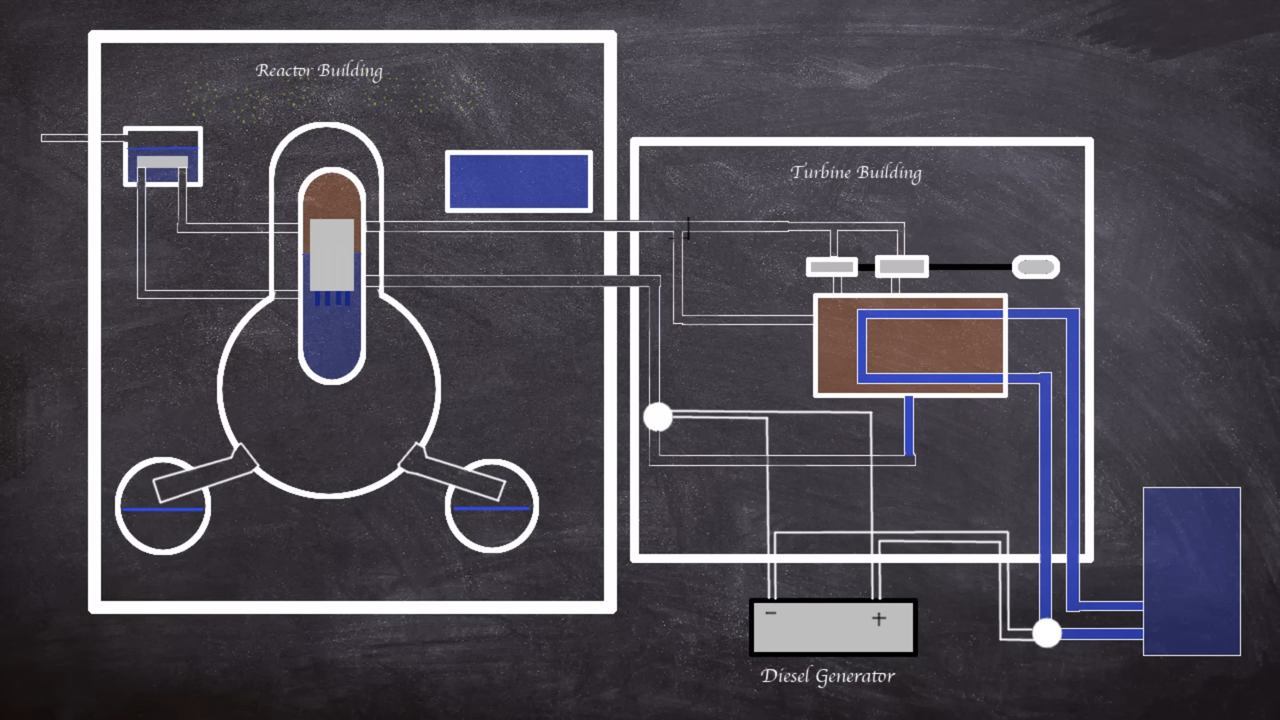 Reactor Building
Turbine Building
− +
Diesel Generator